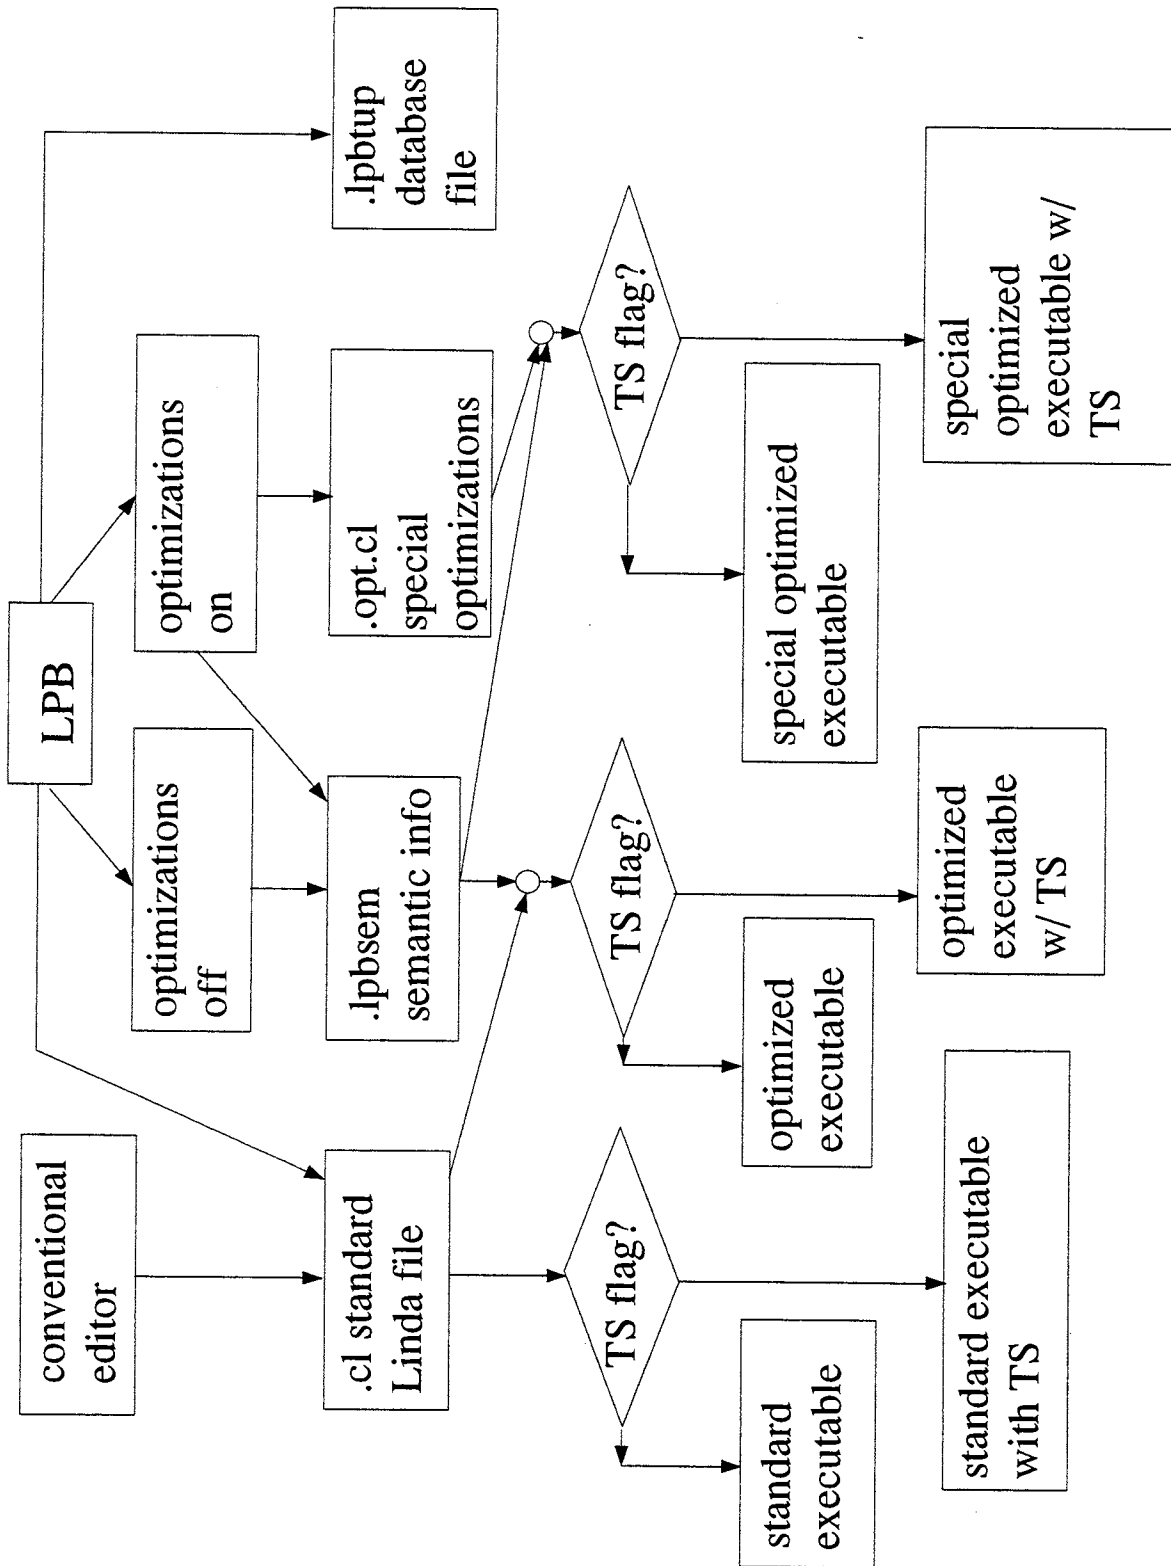 conventional
editor
LPB
optimizations
off
optimizations
on
.cl standard
Linda file
.lpbsem
semantic info
.opt.cl
special
optimizations
.lpbtup
database
file
TS flag?
TS flag?
TS flag?
standard
executable
optimized
executable
special optimized
executable
standard executable
with TS
optimized
executable
w/ TS
special
optimized
executable w/
TS